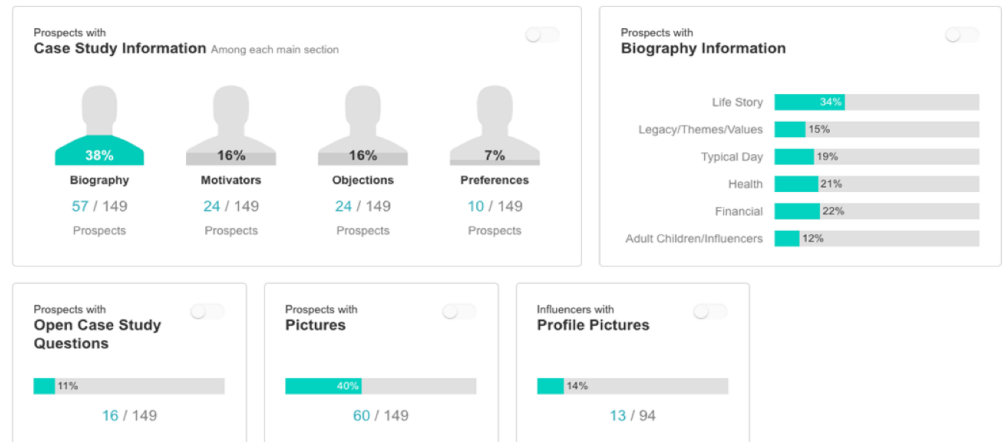 Prospects with
Case Study Information Among each main section
38%
16%
16%
7%
Biography
Motivators
Objections
Preferences
57 / 149
24 / 149
24 / 149
10 / 149
Prospects
Prospects
Prospects
Prospects
Prospects with
Biography Information
Life Story 34%
Legacy/Themes/Values 15%
Typical Day 19%
Health 21%
Financial 22%
Adult Children/Influencers 12%
Prospects with
Open Case Study
Questions
11%
16 / 149
Prospects with
Pictures
40%
60 / 149
Influencers with
Profile Pictures
14%
13 / 94